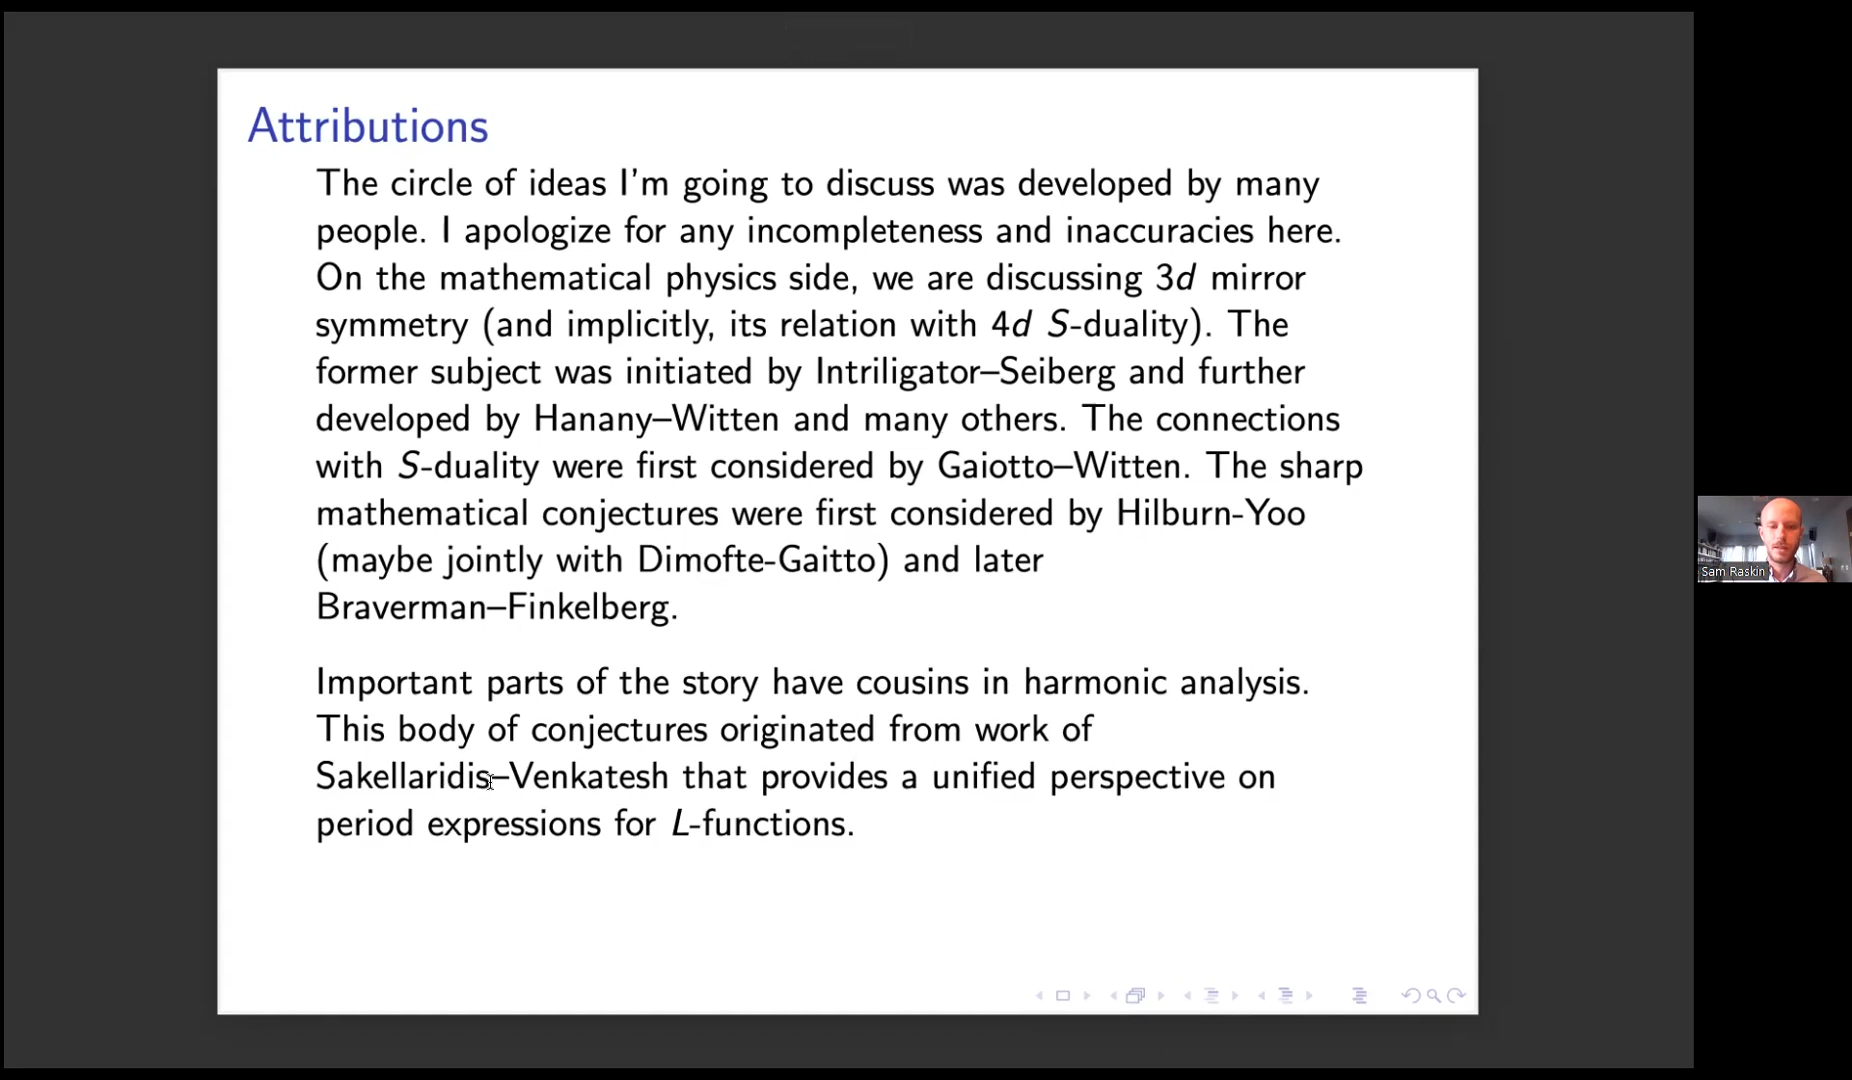 Attributions
The circle of ideas I'm going to discuss was developed by many
people. I apologize for any incompleteness and inaccuracies here.
On the mathematical physics side, we are discussing 3d mirror
symmetry (and implicitly, its relation with 4d S-duality). The
former subject was initiated by Intriligator–Seiberg and further
developed by Hanany–Witten and many others. The connections
with S-duality were first considered by Gaiotto–Witten. The sharp
mathematical conjectures were first considered by Hilburn-Yoo
(maybe jointly with Dimofte-Gaitto) and later
Braverman–Finkelberg.
Important parts of the story have cousins in harmonic analysis.
This body of conjectures originated from work of
Sakellaridis–Venkatesh that provides a unified perspective on
period expressions for L-functions.
Sam Raskin